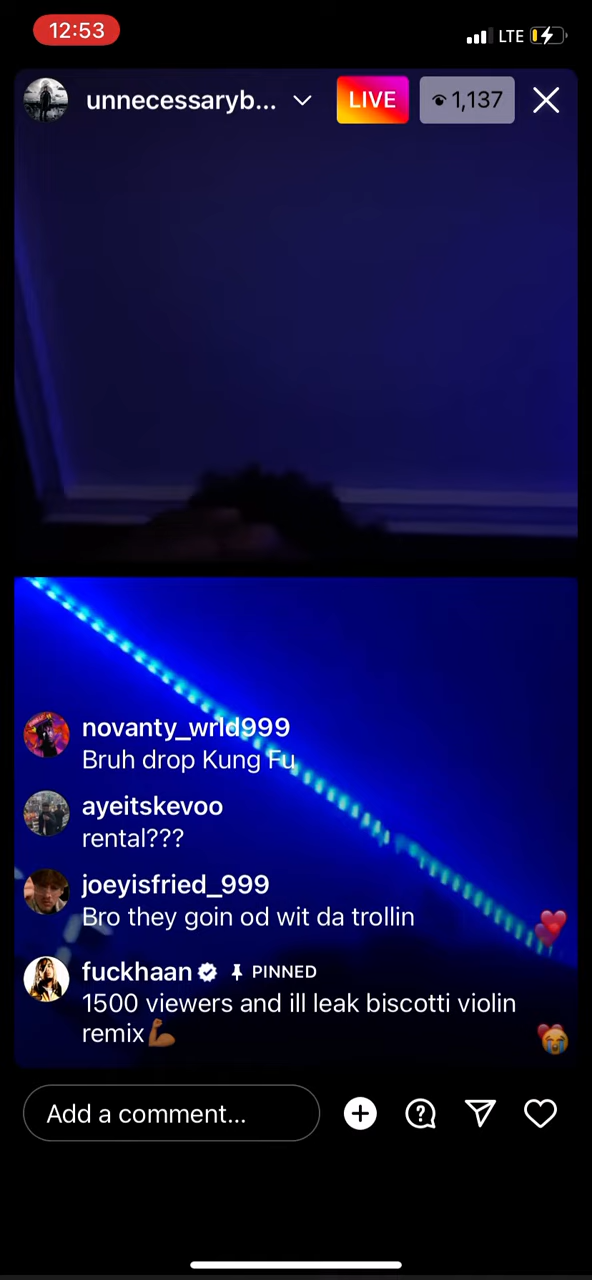 12:53
LTE
unnecessaryb...
LIVE
1,137
novanty_wrld999
Bruh drop Kung Fu
ayeitskevoo
rental???
joeyisfried_999
Bro they goin od wit da trollin
fuckhaan PINNED
1500 viewers and ill leak biscotti violin
remix💪🏽
Add a comment...